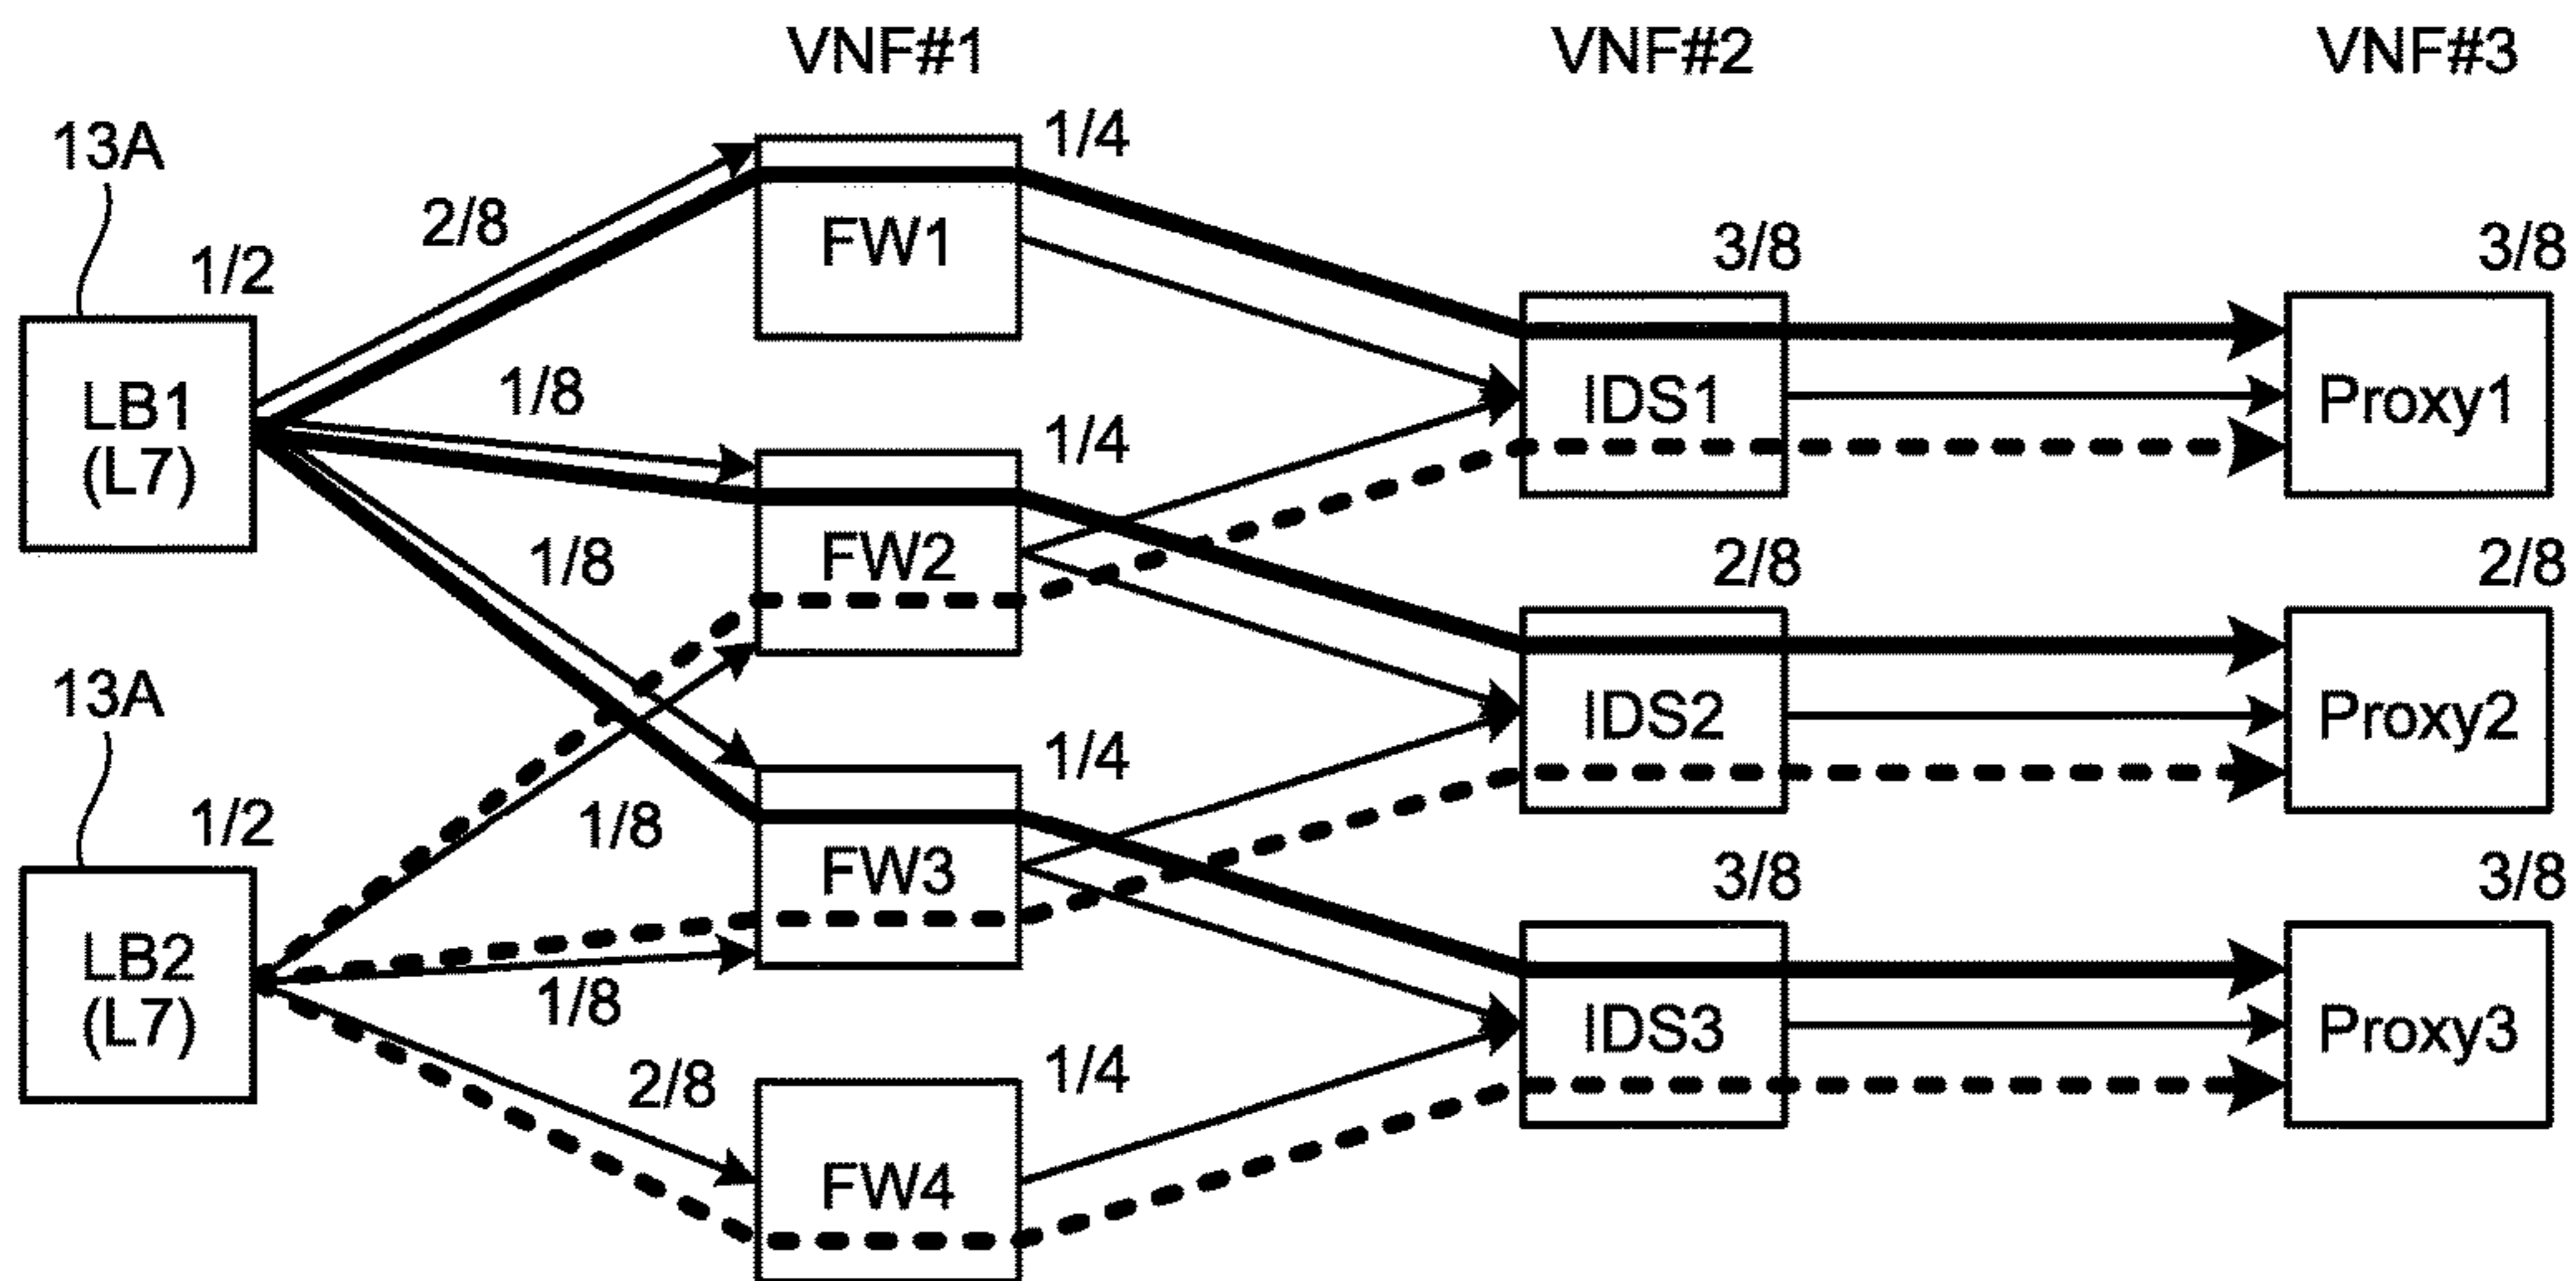 VNF#1
VNF#2
VNF#3
13A
1/2
LB1
(L7)
2/8
1/8
1/8
1/4
FW1
1/4
FW2
3/8
IDS1
3/8
Proxy1
13A
1/2
LB2
(L7)
1/8
1/8
2/8
1/4
FW3
1/4
FW4
2/8
IDS2
2/8
Proxy2
3/8
IDS3
3/8
Proxy3